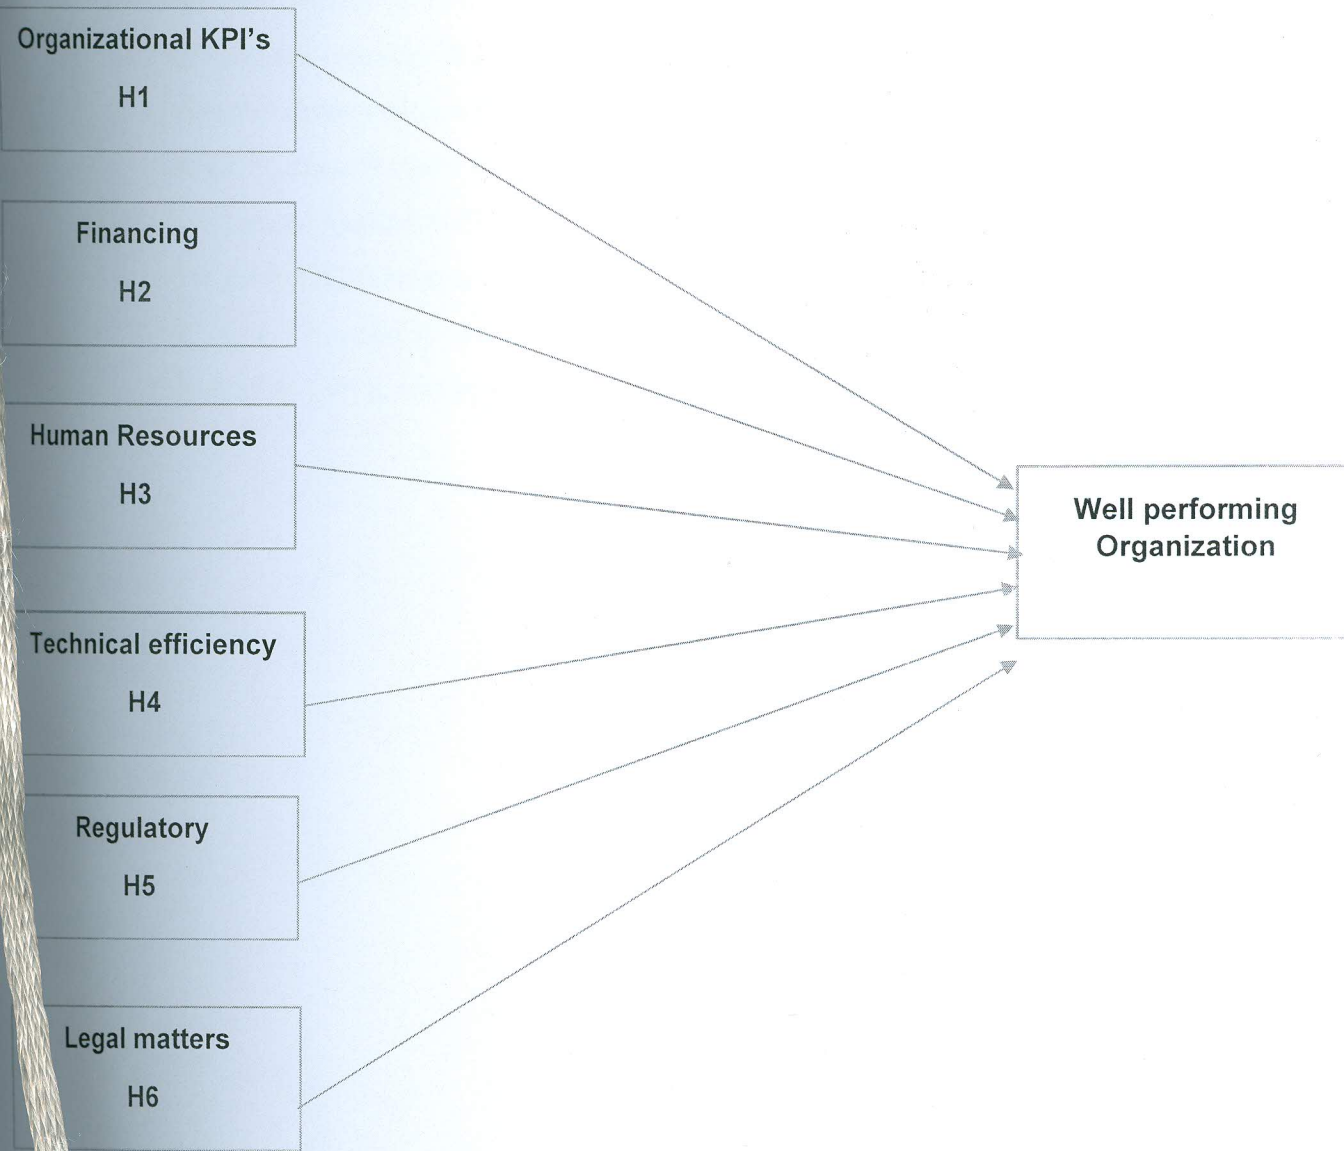 Organizational KPI's
H1
Financing
H2
Human Resources
H3
Technical efficiency
H4
Regulatory
H5
Legal matters
H6
Well performing
Organization